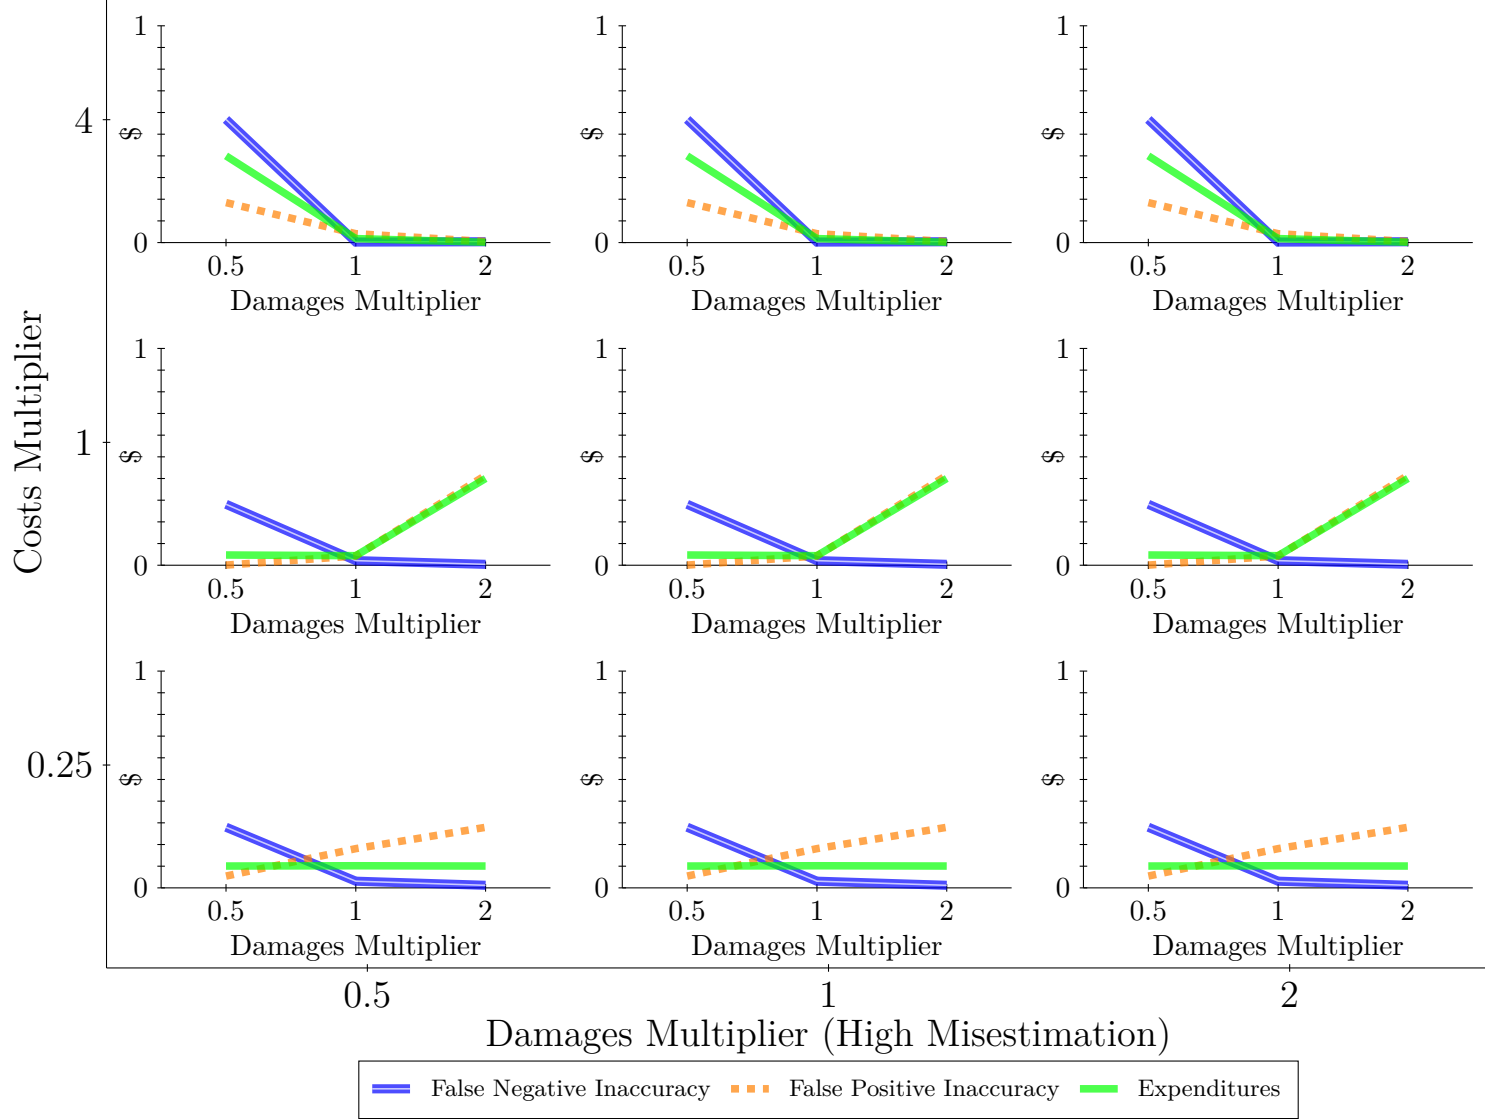 Costs Multiplier
4
1
$
0
0.5 1 2
Damages Multiplier
1
$
0
0.5 1 2
Damages Multiplier
1
$
0
0.5 1 2
Damages Multiplier
1
1
$
0
0.5 1 2
Damages Multiplier
1
$
0
0.5 1 2
Damages Multiplier
1
$
0
0.5 1 2
Damages Multiplier
0.25
1
$
0
0.5 1 2
Damages Multiplier
1
$
0
0.5 1 2
Damages Multiplier
1
$
0
0.5 1 2
Damages Multiplier
0.5 1 2
Damages Multiplier (High Misestimation)
False Negative Inaccuracy False Positive Inaccuracy Expenditures